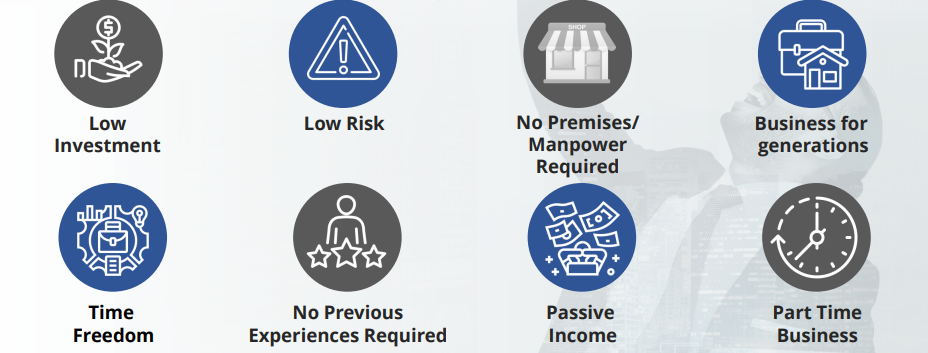 SHOP
Low
Investment
Low Risk
No Premises/
Manpower
Required
Business for
generations
Time
Freedom
No Previous
Experiences Required
Passive
Income
Part Time
Business